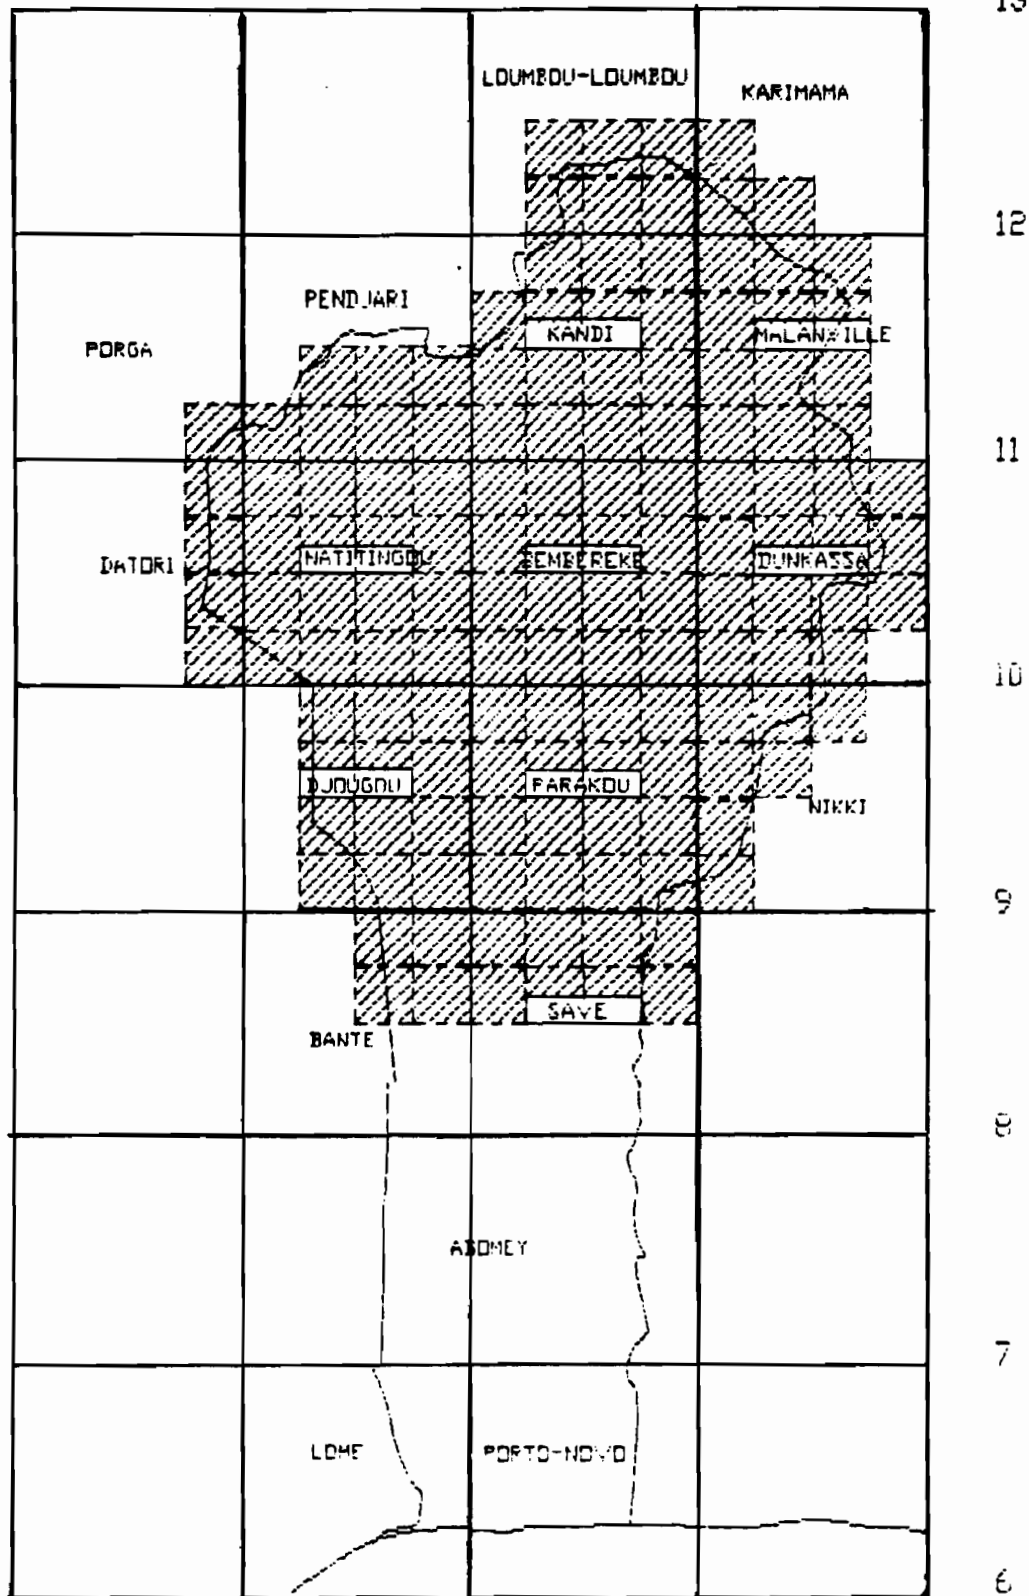 13
LOUMBOU-LOUMBOU
KARIMAMA
12
PENDJARI
KANDI
MALANVILLE
PORGA
11
DATORI
NATITINGOU
BEMBEREKE
DUNKASSA
10
DJOUGOU
PARAKOU
NIKKI
9
SAVE
BANTE
8
ABOMEY
7
LOME
PORTO-NOVO
6